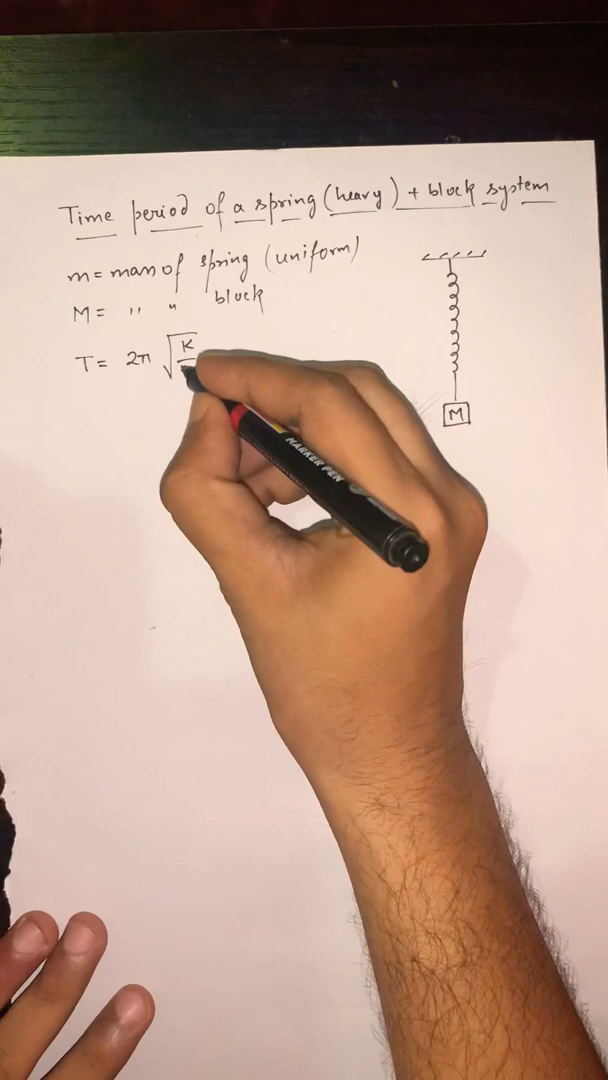 Time period of a spring (heavy) + block system
m = mass of spring (uniform)
M = " " block
T = 2π √K
M
MARKER PEN